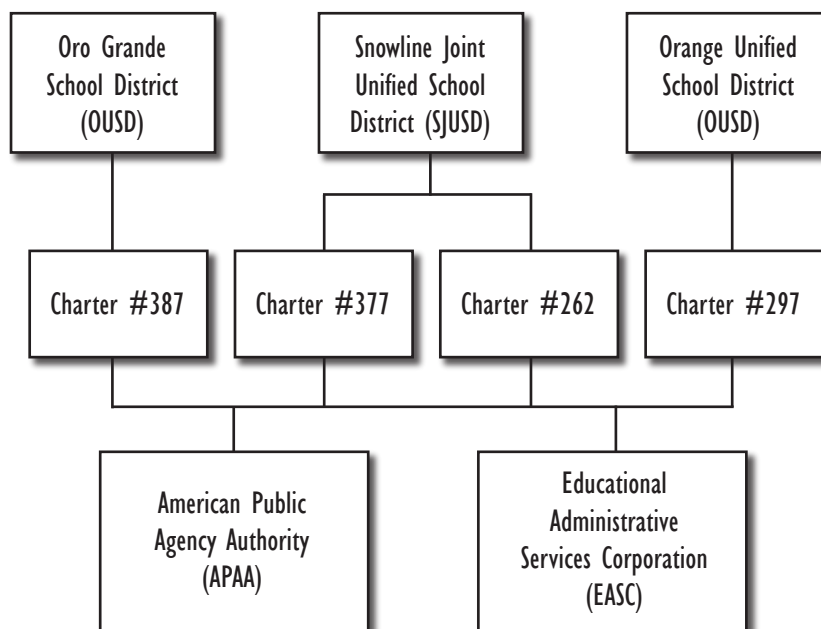 Oro Grande
School District
(OUSD)
Snowline Joint
Unified School
District (SJUSD)
Orange Unified
School District
(OUSD)
Charter #387
Charter #377
Charter #262
Charter #297
American Public
Agency Authority
(APAA)
Educational
Administrative
Services Corporation
(EASC)